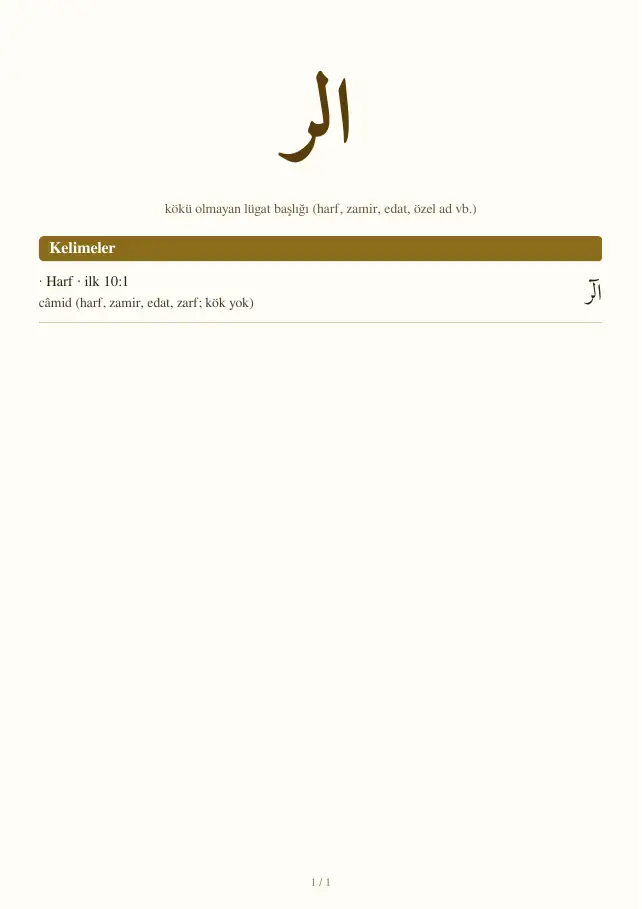 الر
kökü olmayan lügat başlığı (harf, zamir, edat, özel ad vb.)
Kelimeler
· Harf · ilk 10:1
الٓر
câmid (harf, zamir, edat, zarf; kök yok)
1 / 1